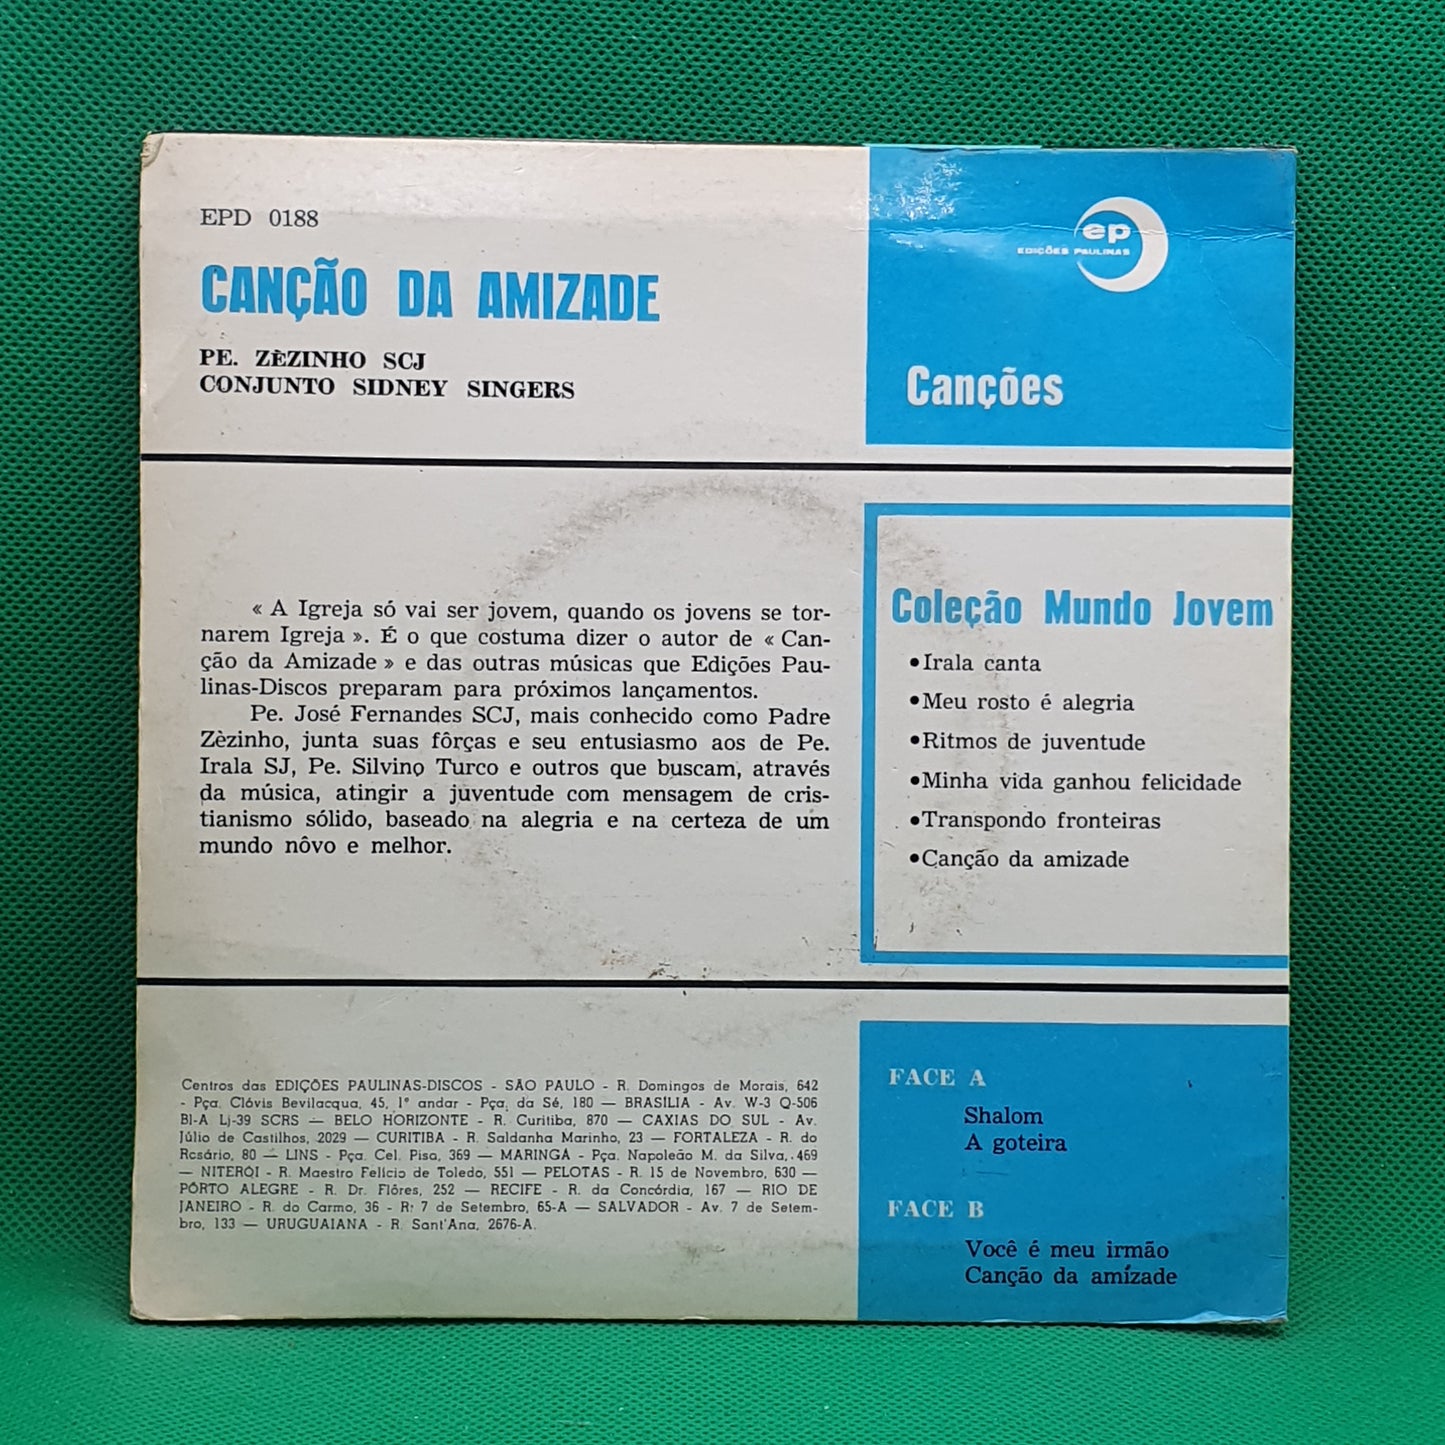 EPD 0188
CANÇÃO DA AMIZADE
PE. ZÈZINHO SCJ
CONJUNTO SIDNEY SINGERS
ep
EDIÇÕES PAULINAS
Canções
« A Igreja só vai ser jovem, quando os jovens se tor-
narem Igreja ». É o que costuma dizer o autor de « Can-
ção da Amizade » e das outras músicas que Edições Pau-
linas-Discos preparam para próximos lançamentos.
Pe. José Fernandes SCJ, mais conhecido como Padre
Zèzinho, junta suas fôrças e seu entusiasmo aos de Pe.
Irala SJ, Pe. Silvino Turco e outros que buscam, através
da música, atingir a juventude com mensagem de cris-
tianismo sólido, baseado na alegria e na certeza de um
mundo nôvo e melhor.
Coleção Mundo Jovem
•Irala canta
•Meu rosto é alegria
•Ritmos de juventude
•Minha vida ganhou felicidade
•Transpondo fronteiras
•Canção da amizade
Centros das EDIÇÕES PAULINAS-DISCOS - SÃO PAULO - R. Domingos de Morais, 642
- Pça. Clóvis Bevilacqua, 45, 1º andar - Pça. da Sé, 180 — BRASÍLIA - Av. W-3 Q-506
Bl-A Lj-39 SCRS — BELO HORIZONTE - R. Curitiba, 870 — CAXIAS DO SUL - Av.
Júlio de Castilhos, 2029 — CURITIBA - R. Saldanha Marinho, 23 — FORTALEZA - R. do
Rosário, 80 — LINS - Pça. Cel. Pisa, 369 — MARINGÁ - Pça. Napoleão M. da Silva, 469
— NITERÓI - R. Maestro Felício de Toledo, 551 — PELOTAS - R. 15 de Novembro, 630 —
PÔRTO ALEGRE - R. Dr. Flôres, 252 — RECIFE - R. da Concórdia, 167 — RIO DE
JANEIRO - R. do Carmo, 36 - R. 7 de Setembro, 65-A — SALVADOR - Av. 7 de Setem-
bro, 133 — URUGUAIANA - R. Sant'Ana, 2676-A.
FACE A
Shalom
A goteira
FACE B
Você é meu irmão
Canção da amizade